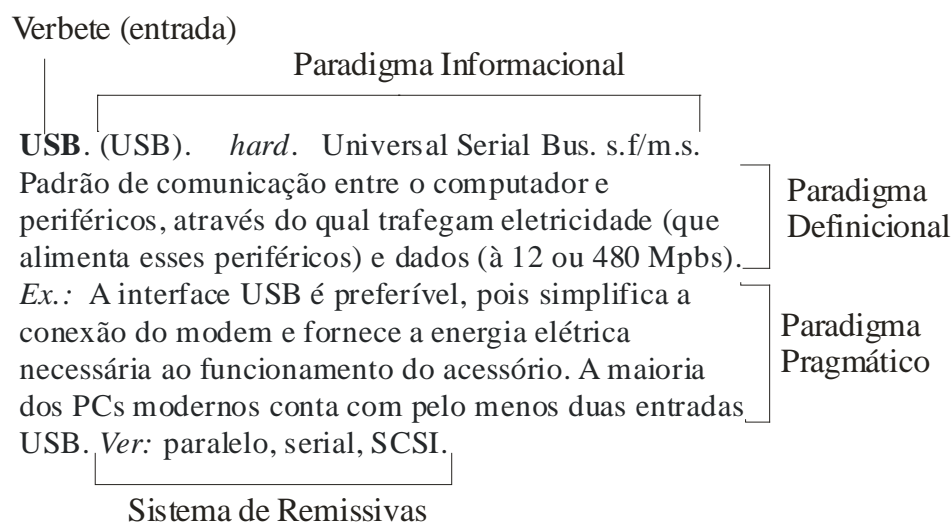 Verbete (entrada)
Paradigma Informacional
USB. (USB). hard. Universal Serial Bus. s.f/m.s.
Padrão de comunicação entre o computador e
periféricos, através do qual trafegam eletricidade (que
alimenta esses periféricos) e dados (à 12 ou 480 Mpbs).
Paradigma
Definicional
Ex.: A interface USB é preferível, pois simplifica a
conexão do modem e fornece a energia elétrica
necessária ao funcionamento do acessório. A maioria
dos PCs modernos conta com pelo menos duas entradas
USB. Ver: paralelo, serial, SCSI.
Paradigma
Pragmático
Sistema de Remissivas